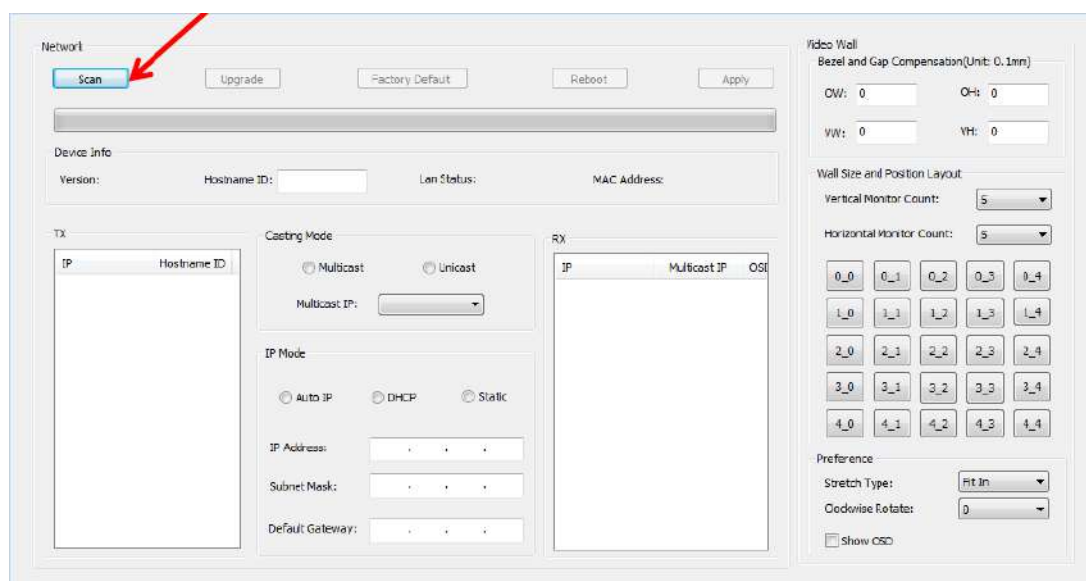 Network
Scan Upgrade Factory Default Reboot Apply
Device Info
Version: Hostname ID: Lan Status: MAC Address:
TX
IP Hostname ID
Casting Mode
Multicast Unicast
Multicast IP:
IP Mode
Auto IP DHCP Static
IP Address: . . .
Subnet Mask: . . .
Default Gateway: . . .
RX
IP Multicast IP OSI
Video Wall
Bezel and Gap Compensation(Unit: 0.1mm)
OW: 0 OH: 0
VW: 0 VH: 0
Wall Size and Position Layout
Vertical Monitor Count: 5
Horizontal Monitor Count: 5
0_0 0_1 0_2 0_3 0_4
1_0 1_1 1_2 1_3 1_4
2_0 2_1 2_2 2_3 2_4
3_0 3_1 3_2 3_3 3_4
4_0 4_1 4_2 4_3 4_4
Preference
Stretch Type: Fit In
Clockwise Rotate: 0
Show OSD